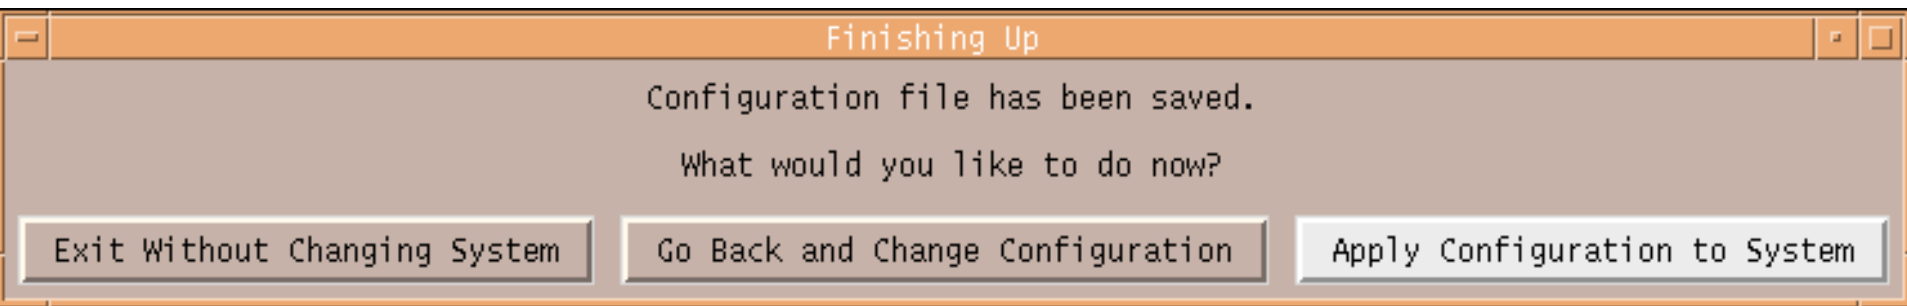 Finishing Up
Configuration file has been saved.
What would you like to do now?
Exit Without Changing System Go Back and Change Configuration Apply Configuration to System